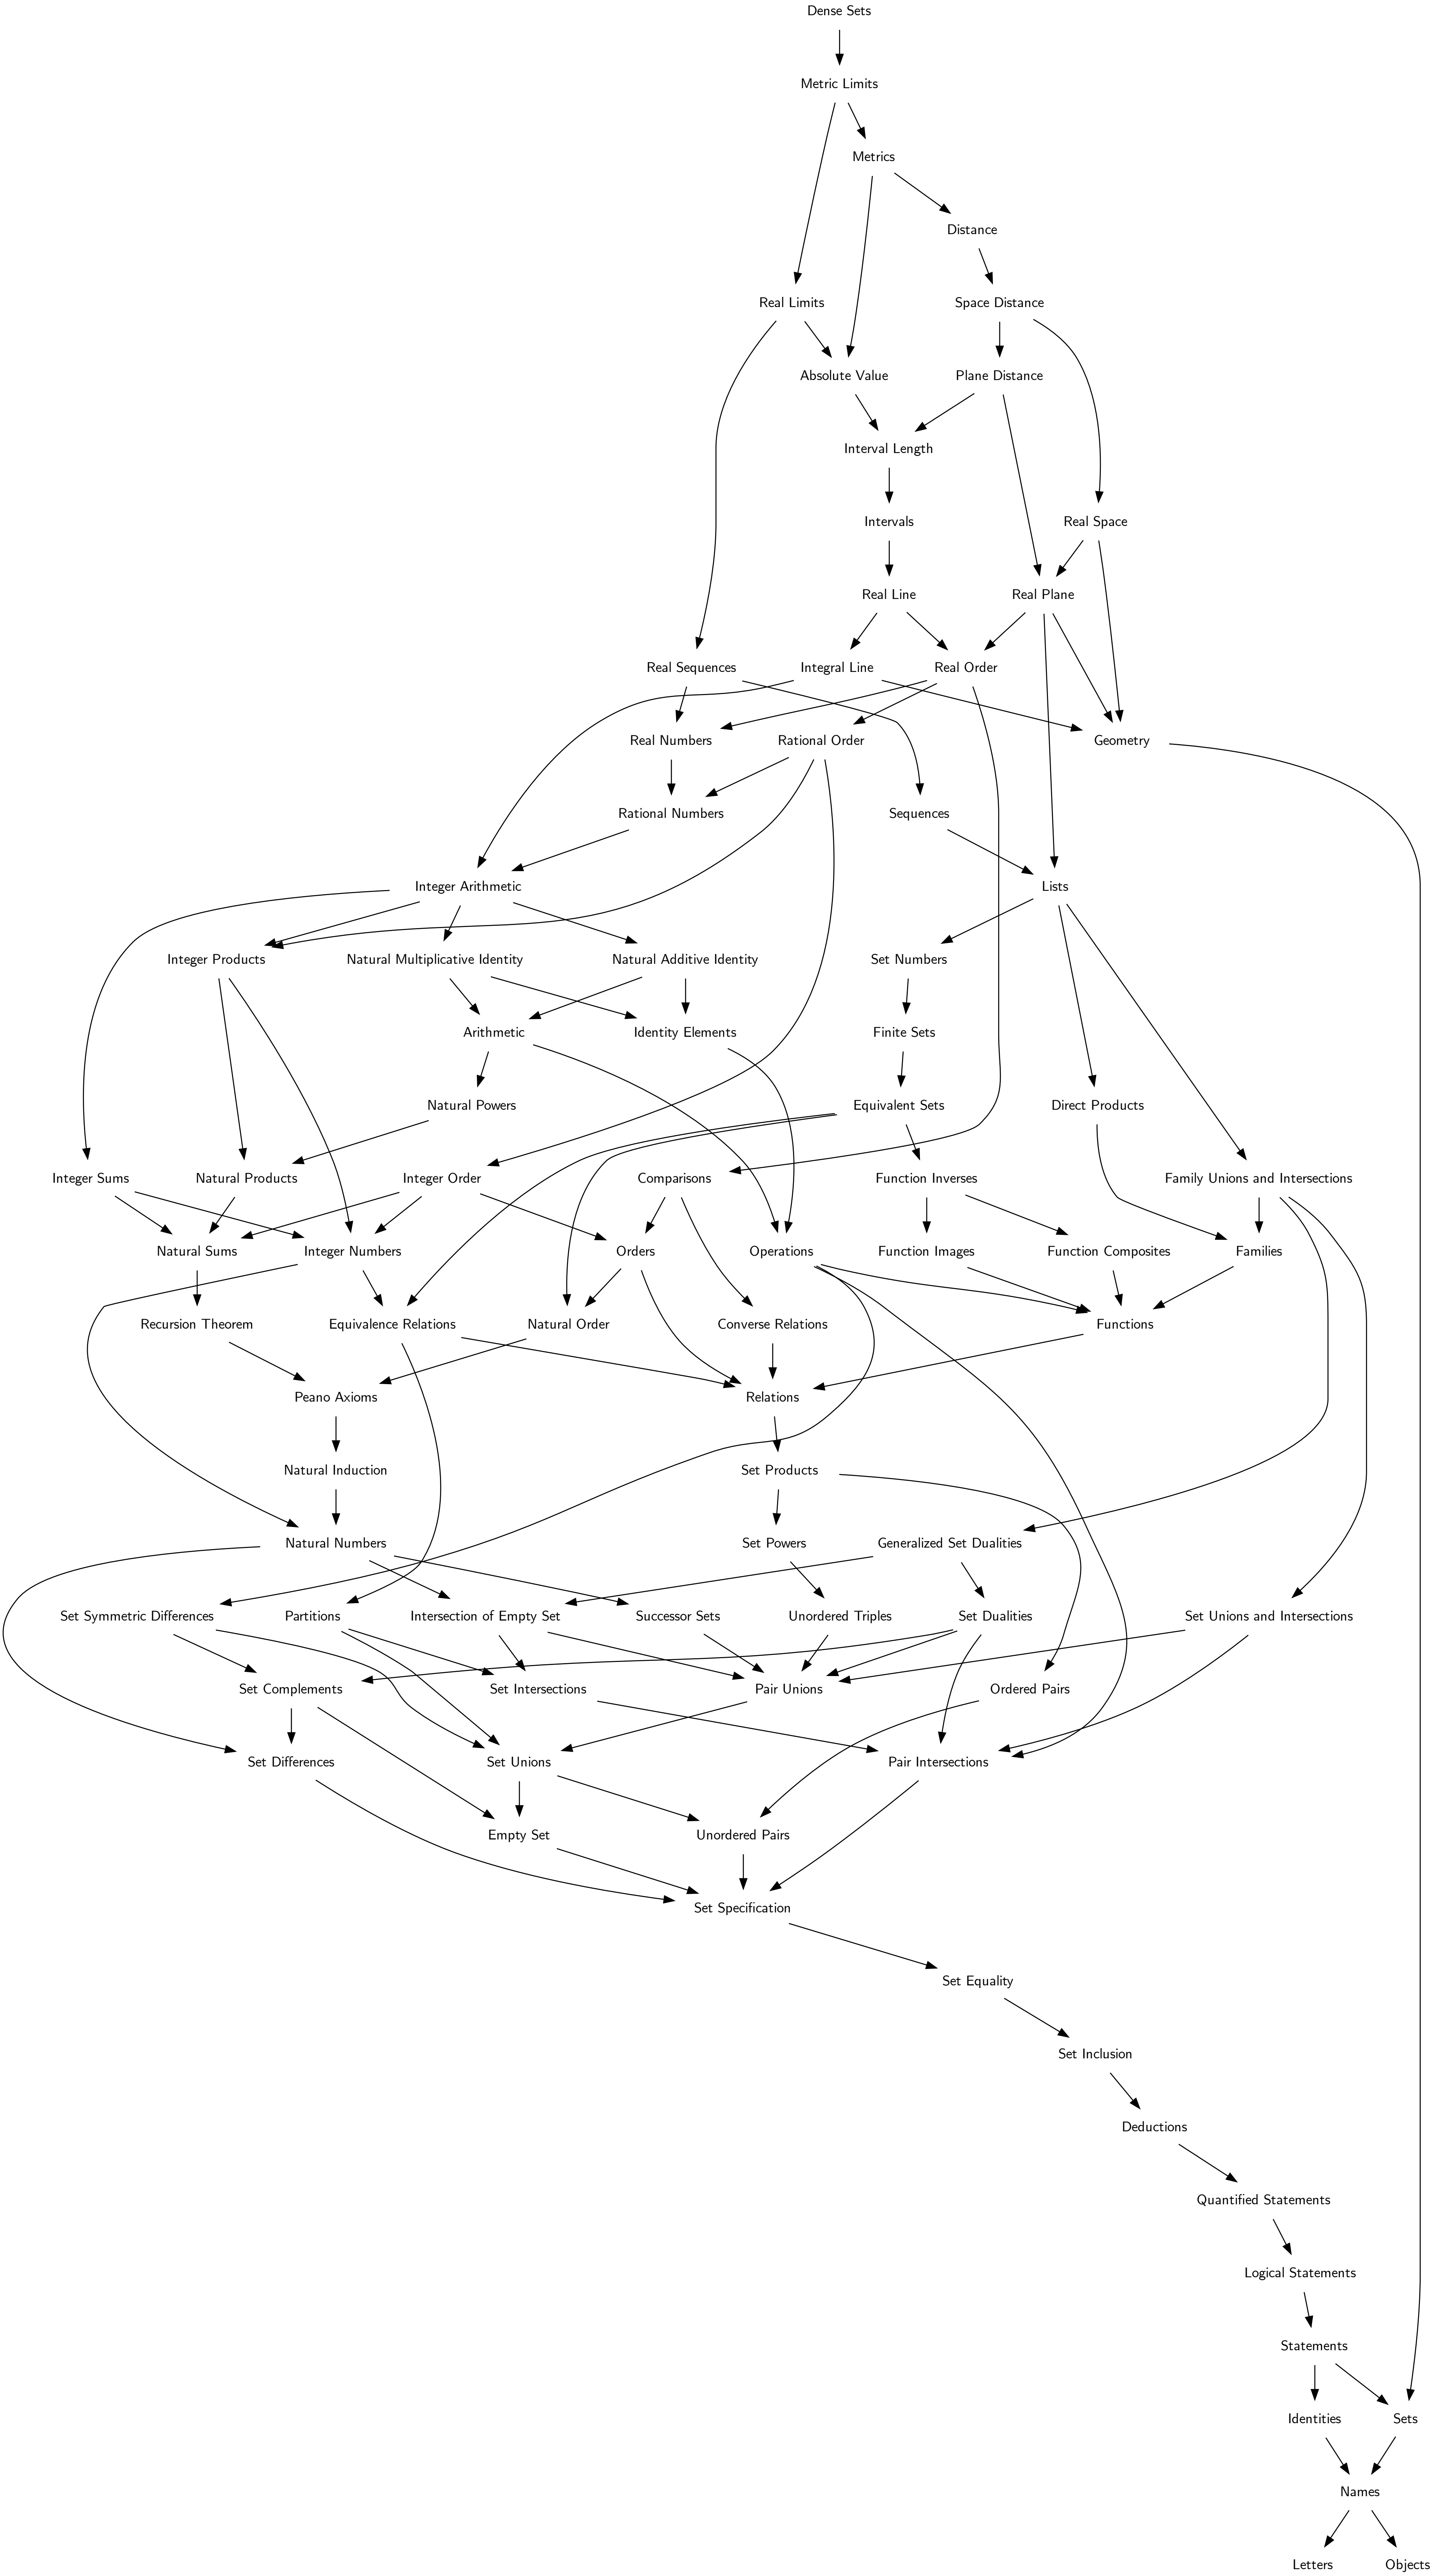 Dense Sets
Metric Limits
Metrics
Distance
Real Limits
Space Distance
Absolute Value
Plane Distance
Interval Length
Intervals
Real Space
Real Line
Real Plane
Real Sequences
Integral Line
Real Order
Real Numbers
Rational Order
Geometry
Rational Numbers
Sequences
Integer Arithmetic
Lists
Integer Products
Natural Multiplicative Identity
Natural Additive Identity
Set Numbers
Arithmetic
Identity Elements
Finite Sets
Natural Powers
Equivalent Sets
Direct Products
Integer Sums
Natural Products
Integer Order
Comparisons
Function Inverses
Family Unions and Intersections
Natural Sums
Integer Numbers
Orders
Operations
Function Images
Function Composites
Families
Recursion Theorem
Equivalence Relations
Natural Order
Converse Relations
Functions
Peano Axioms
Relations
Natural Induction
Set Products
Natural Numbers
Set Powers
Generalized Set Dualities
Set Symmetric Differences
Partitions
Intersection of Empty Set
Successor Sets
Unordered Triples
Set Dualities
Set Unions and Intersections
Set Complements
Set Intersections
Pair Unions
Ordered Pairs
Set Differences
Set Unions
Pair Intersections
Empty Set
Unordered Pairs
Set Specification
Set Equality
Set Inclusion
Deductions
Quantified Statements
Logical Statements
Statements
Identities
Sets
Names
Letters
Objects